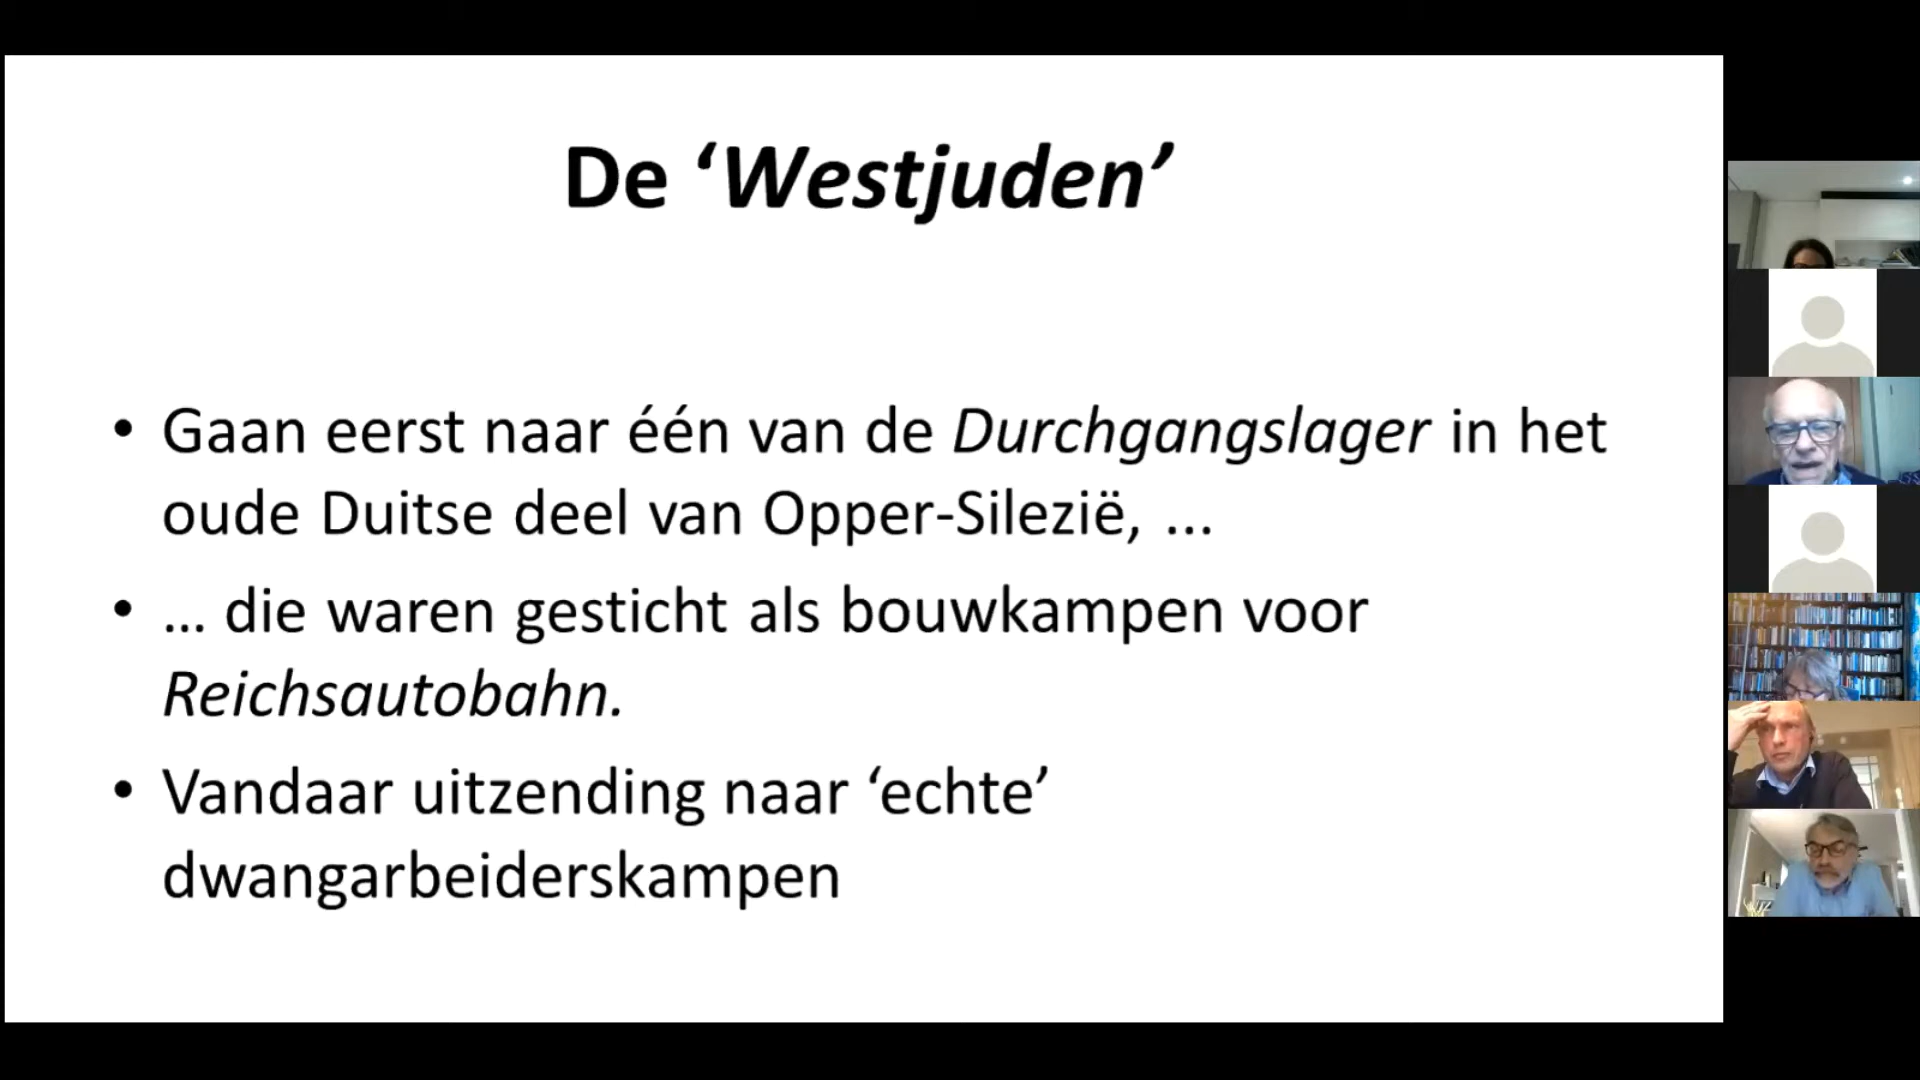 De ‘Westjuden’
• Gaan eerst naar één van de Durchgangslager in het
oude Duitse deel van Opper-Silezië, ...
• … die waren gesticht als bouwkampen voor
Reichsautobahn.
• Vandaar uitzending naar ‘echte’
dwangarbeiderskampen